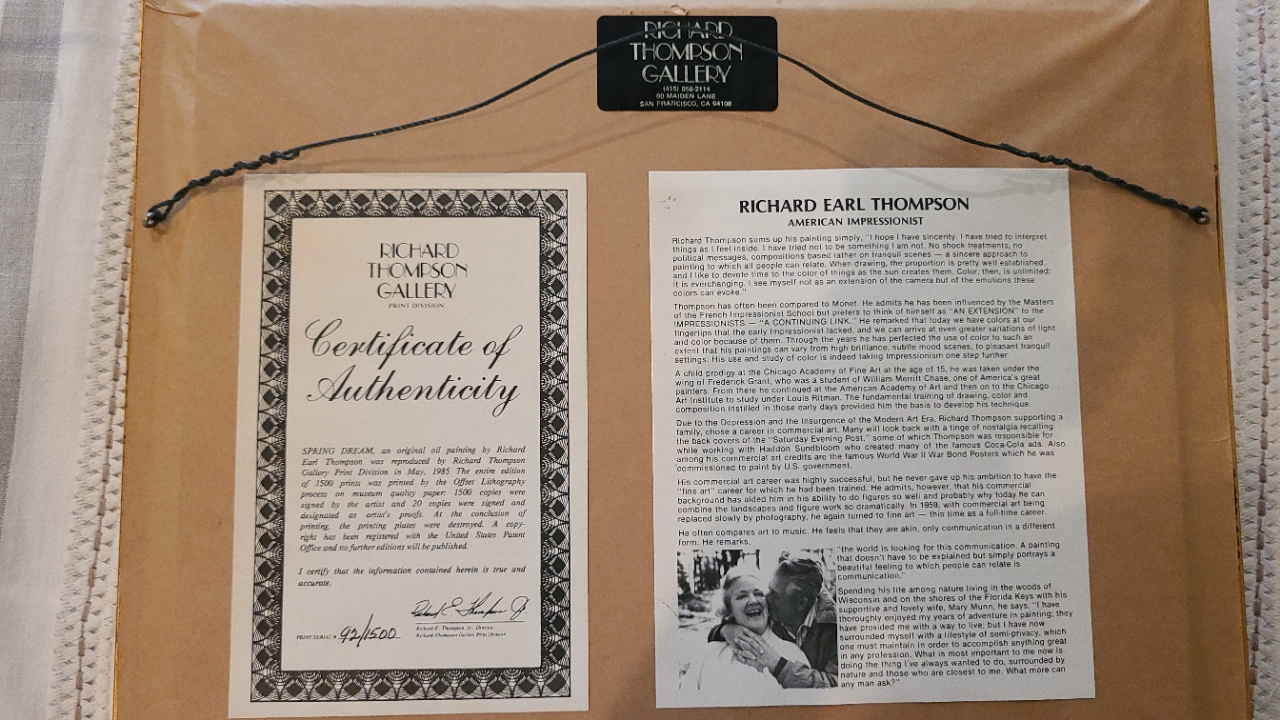 RICHARD
THOMPSON
GALLERY
(415) 956-2114
80 MAIDEN LANE
SAN FRANCISCO, CA 94108
RICHARD
THOMPSON
GALLERY
PRINT DIVISION
Certificate of
Authenticity
SPRING DREAM, an original oil painting by Richard
Earl Thompson was reproduced by Richard Thompson
Gallery Print Division in May, 1985 The entire edition
of 1500 prints was printed by the Offset Lithography
process on museum quality paper: 1500 copies were
signed by the artist and 20 copies were signed and
designated as artist's proofs. At the conclusion of
printing, the printing plates were destroyed. A copy-
right has been registered with the United States Patent
Office and no further editions will be published.
I certify that the information contained herein is true and
accurate.
Richard E. Thompson Jr
Richard E. Thompson, Jr., Director
Richard Thompson Gallery Print Division
PRINT SERIAL # 92/1500
RICHARD EARL THOMPSON
AMERICAN IMPRESSIONIST
Richard Thompson sums up his painting simply, "I hope I have sincerity. I have tried to interpret
things as I feel inside. I have tried not to be something I am not. No shock treatments, no
political messages, compositions based rather on tranquil scenes — a sincere approach to
painting to which all people can relate. When drawing, the proportion is pretty well established,
and I like to devote time to the color of things as the sun creates them. Color, then, is unlimited;
it is everchanging. I see myself not as an extension of the camera but of the emotions these
colors can evoke."
Thompson has often been compared to Monet. He admits he has been influenced by the Masters
of the French Impressionist School but prefers to think of himself as "AN EXTENSION" to the
IMPRESSIONISTS — "A CONTINUING LINK." He remarked that today we have colors at our
fingertips that the early Impressionist lacked, and we can arrive at even greater variations of light
and color because of them. Through the years he has perfected the use of color to such an
extent that his paintings can vary from high brilliance, subtle mood scenes, to pleasant tranquil
settings. His use and study of color is indeed taking Impressionism one step further.
A child prodigy at the Chicago Academy of Fine Art at the age of 15, he was taken under the
wing of Frederick Grant, who was a student of William Merritt Chase, one of America's great
painters. From there he continued at the American Academy of Art and then on to the Chicago
Art Institute to study under Louis Ritman. The fundamental training of drawing, color and
composition instilled in those early days provided him the basis to develop his technique.
Due to the Depression and the Insurgence of the Modern Art Era, Richard Thompson supporting a
family, chose a career in commercial art. Many will look back with a tinge of nostalgia recalling
the back covers of the "Saturday Evening Post," some of which Thompson was responsible for
while working with Haddon Sundbloom who created many of the famous Coca-Cola ads. Also
among his commercial art credits are the famous World War II War Bond Posters which he was
commissioned to paint by U.S. government.
His commercial art career was highly successful, but he never gave up his ambition to have the
"fine art" career for which he had been trained. He admits, however, that his commercial
background has aided him in his ability to do figures so well and probably why today he can
combine the landscapes and figure work so dramatically. In 1959, with commercial art being
replaced slowly by photography, he again turned to fine art — this time as a full-time career.
He often compares art to music. He feels that they are akin, only communication in a different
form. He remarks,
"the world is looking for this communication. A painting
that doesn't have to be explained but simply portrays a
beautiful feeling to which people can relate is
communication."
Spending his life among nature living in the woods of
Wisconsin and on the shores of the Florida Keys with his
supportive and lovely wife, Mary Munn, he says, "I have
thoroughly enjoyed my years of adventure in painting; they
have provided me with a way to live; but I have now
surrounded myself with a lifestyle of semi-privacy, which
one must maintain in order to accomplish anything great
in any profession. What is most important to me now is
doing the thing I've always wanted to do, surrounded by
nature and those who are closest to me. What more can
any man ask?"